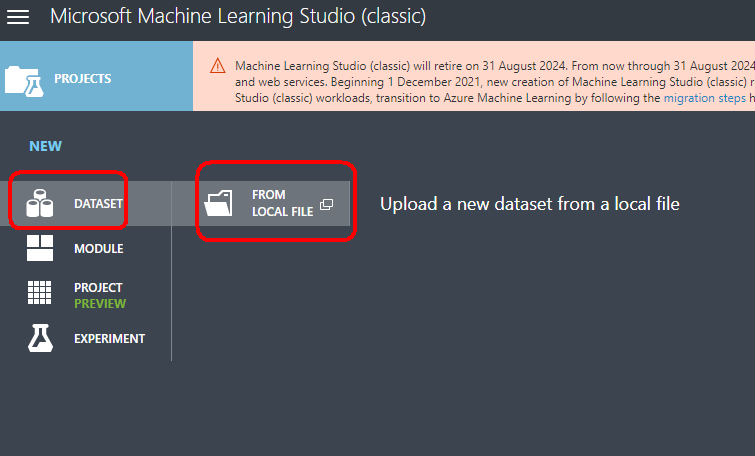 Microsoft Machine Learning Studio (classic)
PROJECTS
Machine Learning Studio (classic) will retire on 31 August 2024. From now through 31 August 2024
and web services. Beginning 1 December 2021, new creation of Machine Learning Studio (classic) r
Studio (classic) workloads, transition to Azure Machine Learning by following the migration steps h
NEW
DATASET
FROM
LOCAL FILE
Upload a new dataset from a local file
MODULE
PROJECT
PREVIEW
EXPERIMENT